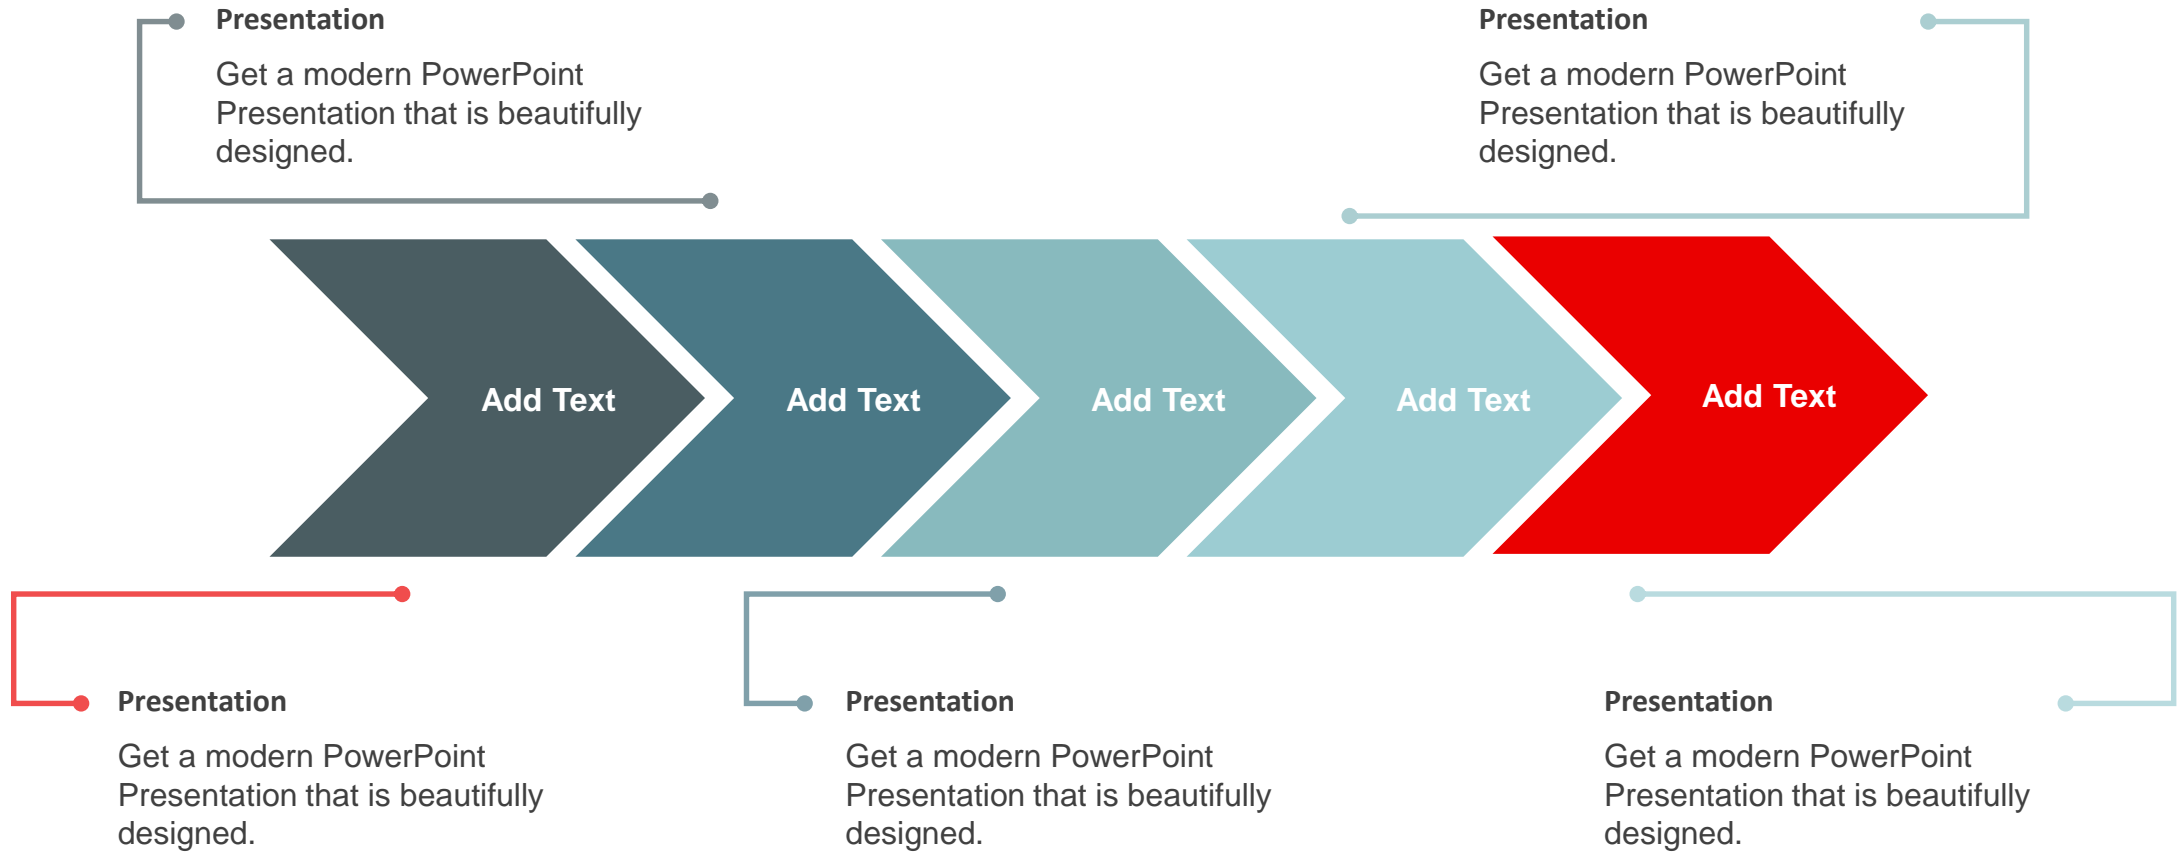 Presentation
Get a modern PowerPoint
Presentation that is beautifully
designed.
Presentation
Get a modern PowerPoint
Presentation that is beautifully
designed.
Add Text
Add Text
Add Text
Add Text
Add Text
Presentation
Get a modern PowerPoint
Presentation that is beautifully
designed.
Presentation
Get a modern PowerPoint
Presentation that is beautifully
designed.
Presentation
Get a modern PowerPoint
Presentation that is beautifully
designed.